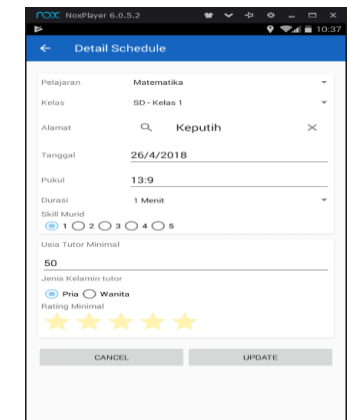 nox NoxPlayer 6.0.5.2
10:37
Detail Schedule
Pelajaran Matematika
Kelas SD - Kelas 1
Alamat Keputih
Tanggal 26/4/2018
Pukul 13:9
Durasi 1 Menit
Skill Murid
1 2 3 4 5
Usia Tutor Minimal
50
Jenis Kelamin tutor
Pria Wanita
Rating Minimal
CANCEL UPDATE